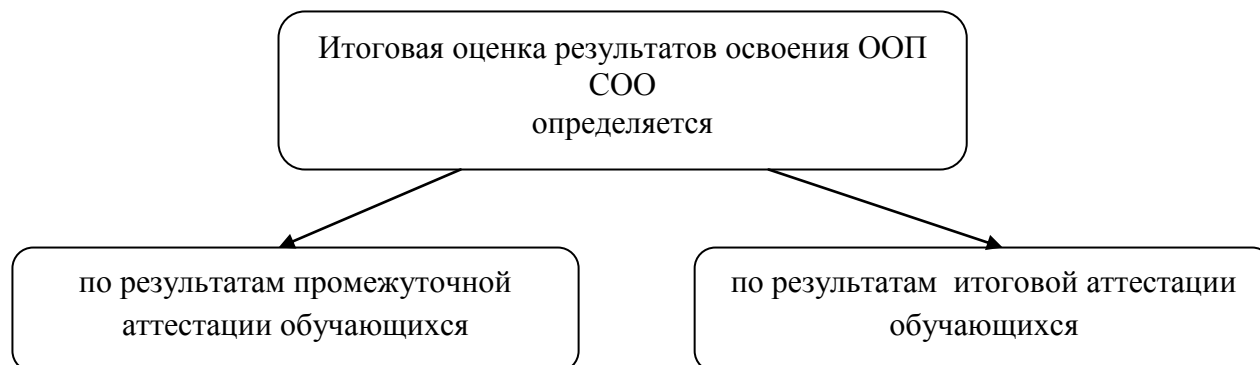 Итоговая оценка результатов освоения ООП
СОО
определяется
по результатам промежуточной
аттестации обучающихся
по результатам  итоговой аттестации
обучающихся